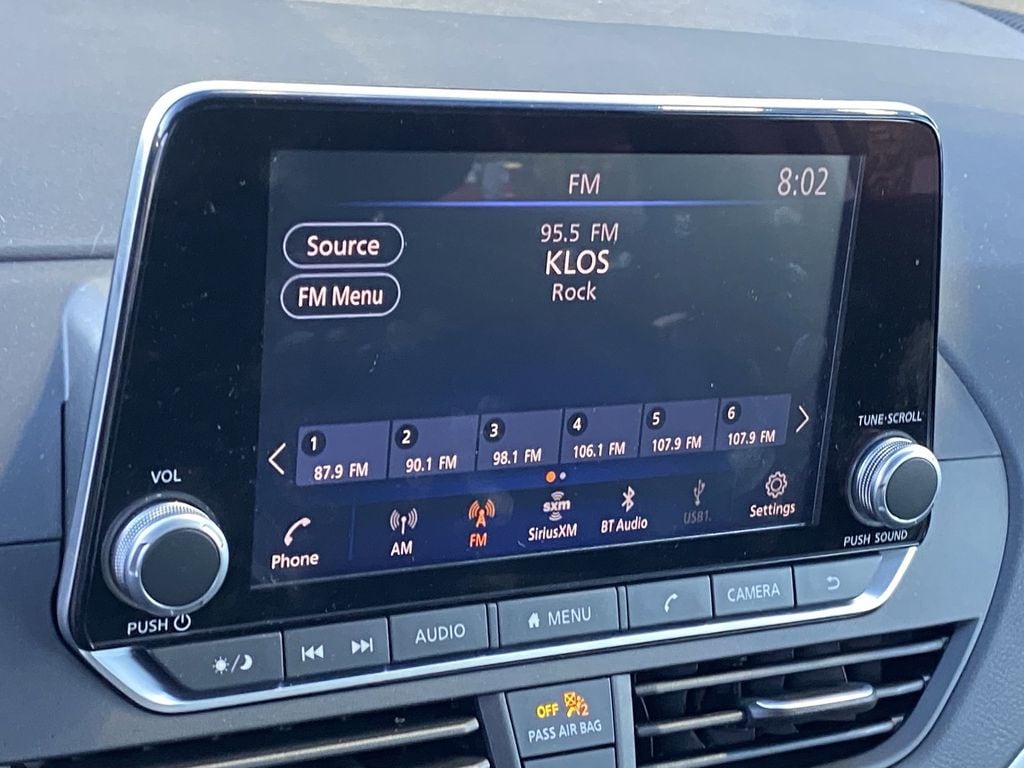 FM
8:02
Source
FM Menu
95.5 FM
KLOS
Rock
1
87.9 FM
2
90.1 FM
3
98.1 FM
4
106.1 FM
5
107.9 FM
6
107.9 FM
Phone
AM
A
FM
sxm
SiriusXM
BT Audio
USB1.
Settings
VOL
PUSH
TUNE·SCROLL
PUSH SOUND
AUDIO
MENU
CAMERA
OFF 2
PASS AIR BAG